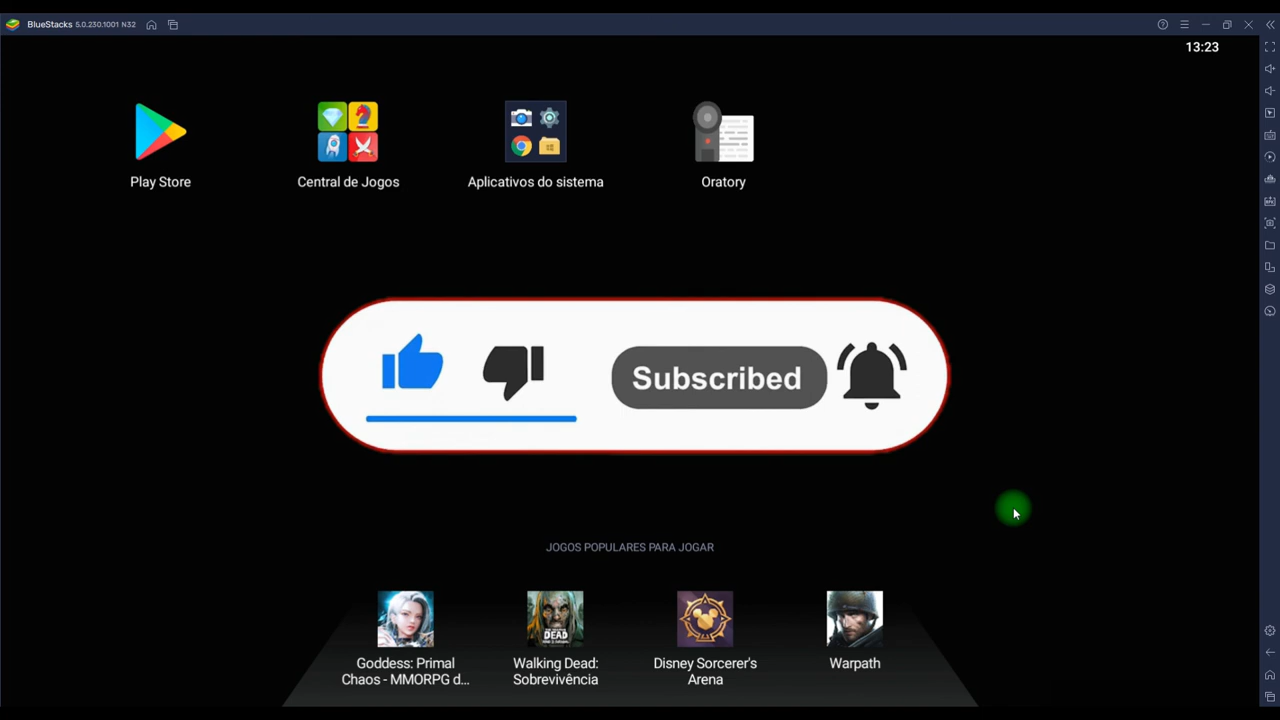 BlueStacks 5.0.230.1001 N32
13:23
Play Store
Central de Jogos
Aplicativos do sistema
Oratory
Subscribed
JOGOS POPULARES PARA JOGAR
Goddess: Primal
Chaos - MMORPG d...
Walking Dead:
Sobrevivência
Disney Sorcerer's
Arena
Warpath